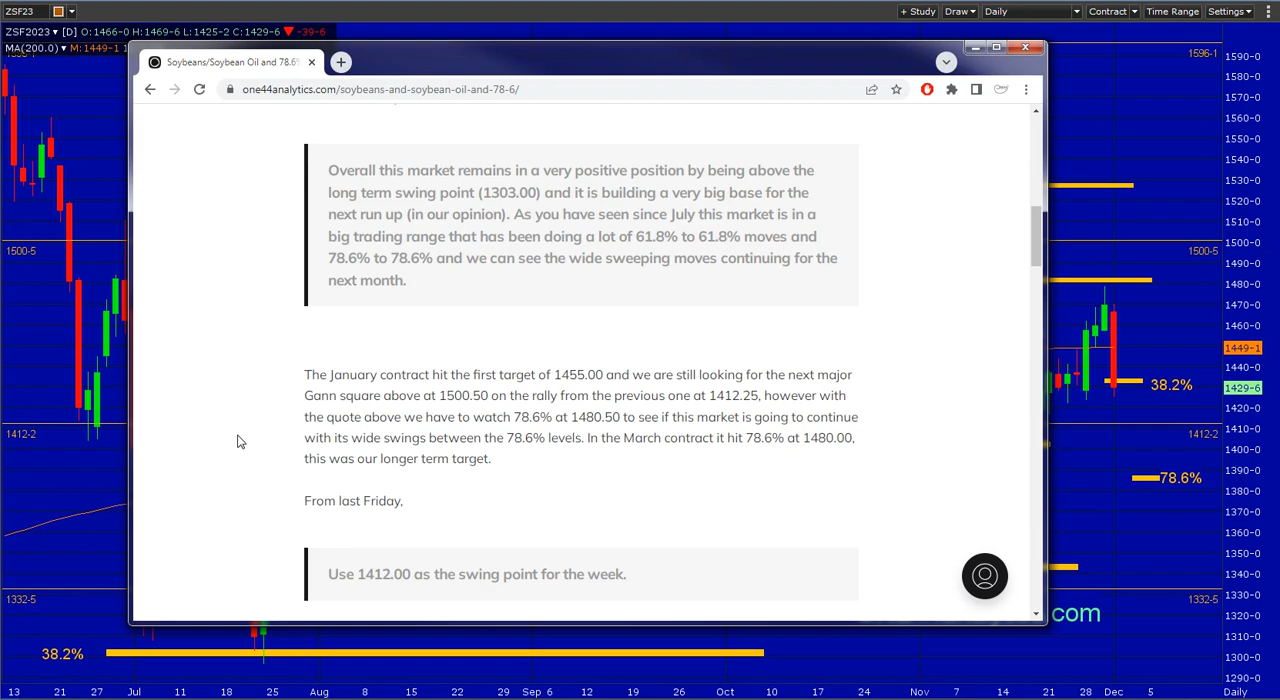 ZSF23
+ Study Draw Daily Contract Time Range Settings
ZSF2023 [D] O:1466-0 H:1469-6 L:1425-2 C:1429-6 -39-6
MA(200.0) M:1449-1
Soybeans/Soybean Oil and 78.6%
one44analytics.com/soybeans-and-soybean-oil-and-78-6/
Overall this market remains in a very positive position by being above the
long term swing point (1303.00) and it is building a very big base for the
next run up (in our opinion). As you have seen since July this market is in a
big trading range that has been doing a lot of 61.8% to 61.8% moves and
78.6% to 78.6% and we can see the wide sweeping moves continuing for the
next month.
The January contract hit the first target of 1455.00 and we are still looking for the next major
Gann square above at 1500.50 on the rally from the previous one at 1412.25, however with
the quote above we have to watch 78.6% at 1480.50 to see if this market is going to continue
with its wide swings between the 78.6% levels. In the March contract it hit 78.6% at 1480.00,
this was our longer term target.
From last Friday,
Use 1412.00 as the swing point for the week.
1500-5
1412-2
1332-5
38.2%
1596-1
1500-5
38.2%
1412-2
78.6%
1332-5
com
1590-0
1580-0
1570-0
1560-0
1550-0
1540-0
1530-0
1520-0
1510-0
1500-0
1490-0
1480-0
1470-0
1460-0
1449-1
1440-0
1429-6
1420-0
1410-0
1400-0
1390-0
1380-0
1370-0
1360-0
1350-0
1340-0
1330-0
1320-0
1310-0
1300-0
1290-0
13 21 27 Jul 11 18 25 Aug 8 15 22 29 Sep 6 12 19 26 Oct 10 17 24 Nov 7 14 21 28 Dec 5 Daily